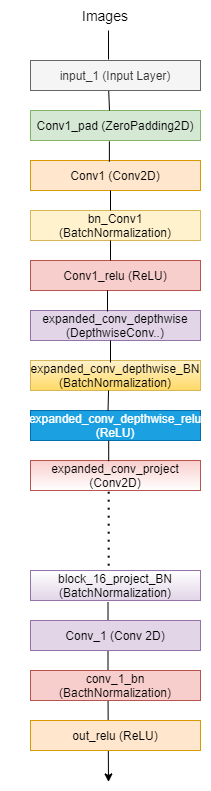 Images
input_1 (Input Layer)
Conv1_pad (ZeroPadding2D)
Conv1 (Conv2D)
bn_Conv1
(BatchNormalization)
Conv1_relu (ReLU)
expanded_conv_depthwise
(DepthwiseConv..)
expanded_conv_depthwise_BN
(BatchNormalization)
expanded_conv_depthwise_relu
(ReLU)
expanded_conv_project
(Conv2D)
block_16_project_BN
(BatchNormalization)
Conv_1 (Conv 2D)
conv_1_bn
(BacthNormalization)
out_relu (ReLU)